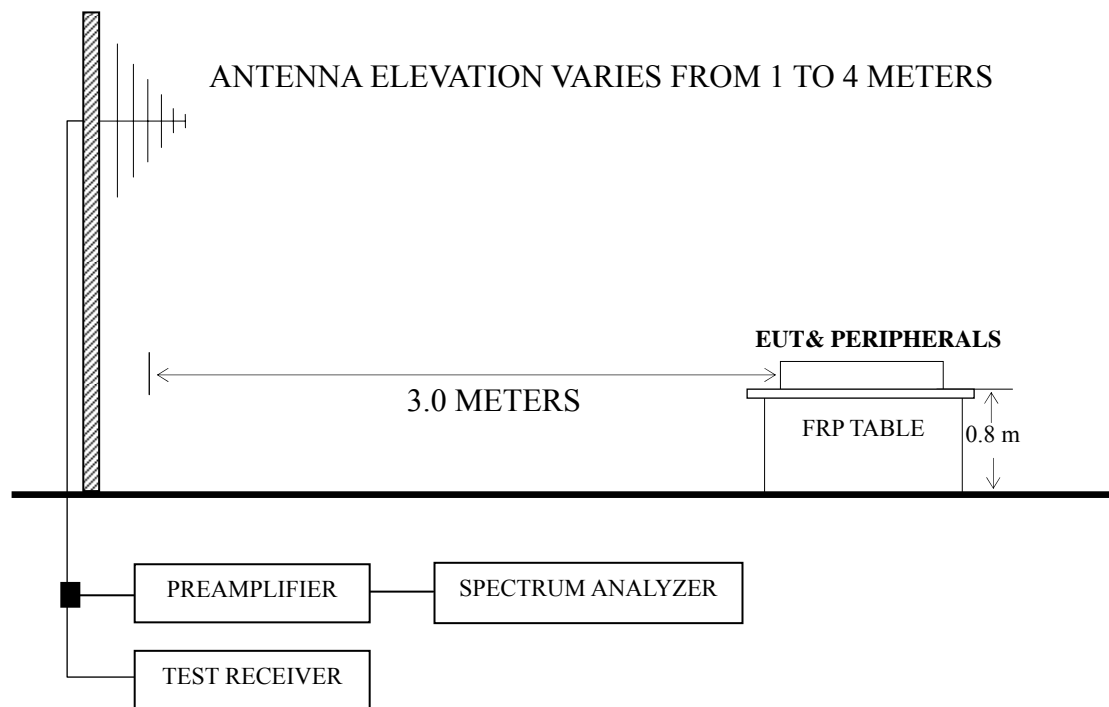 ANTENNA ELEVATION VARIES FROM 1 TO 4 METERS
EUT& PERIPHERALS
3.0 METERS
FRP TABLE
0.8 m
PREAMPLIFIER
SPECTRUM ANALYZER
TEST RECEIVER